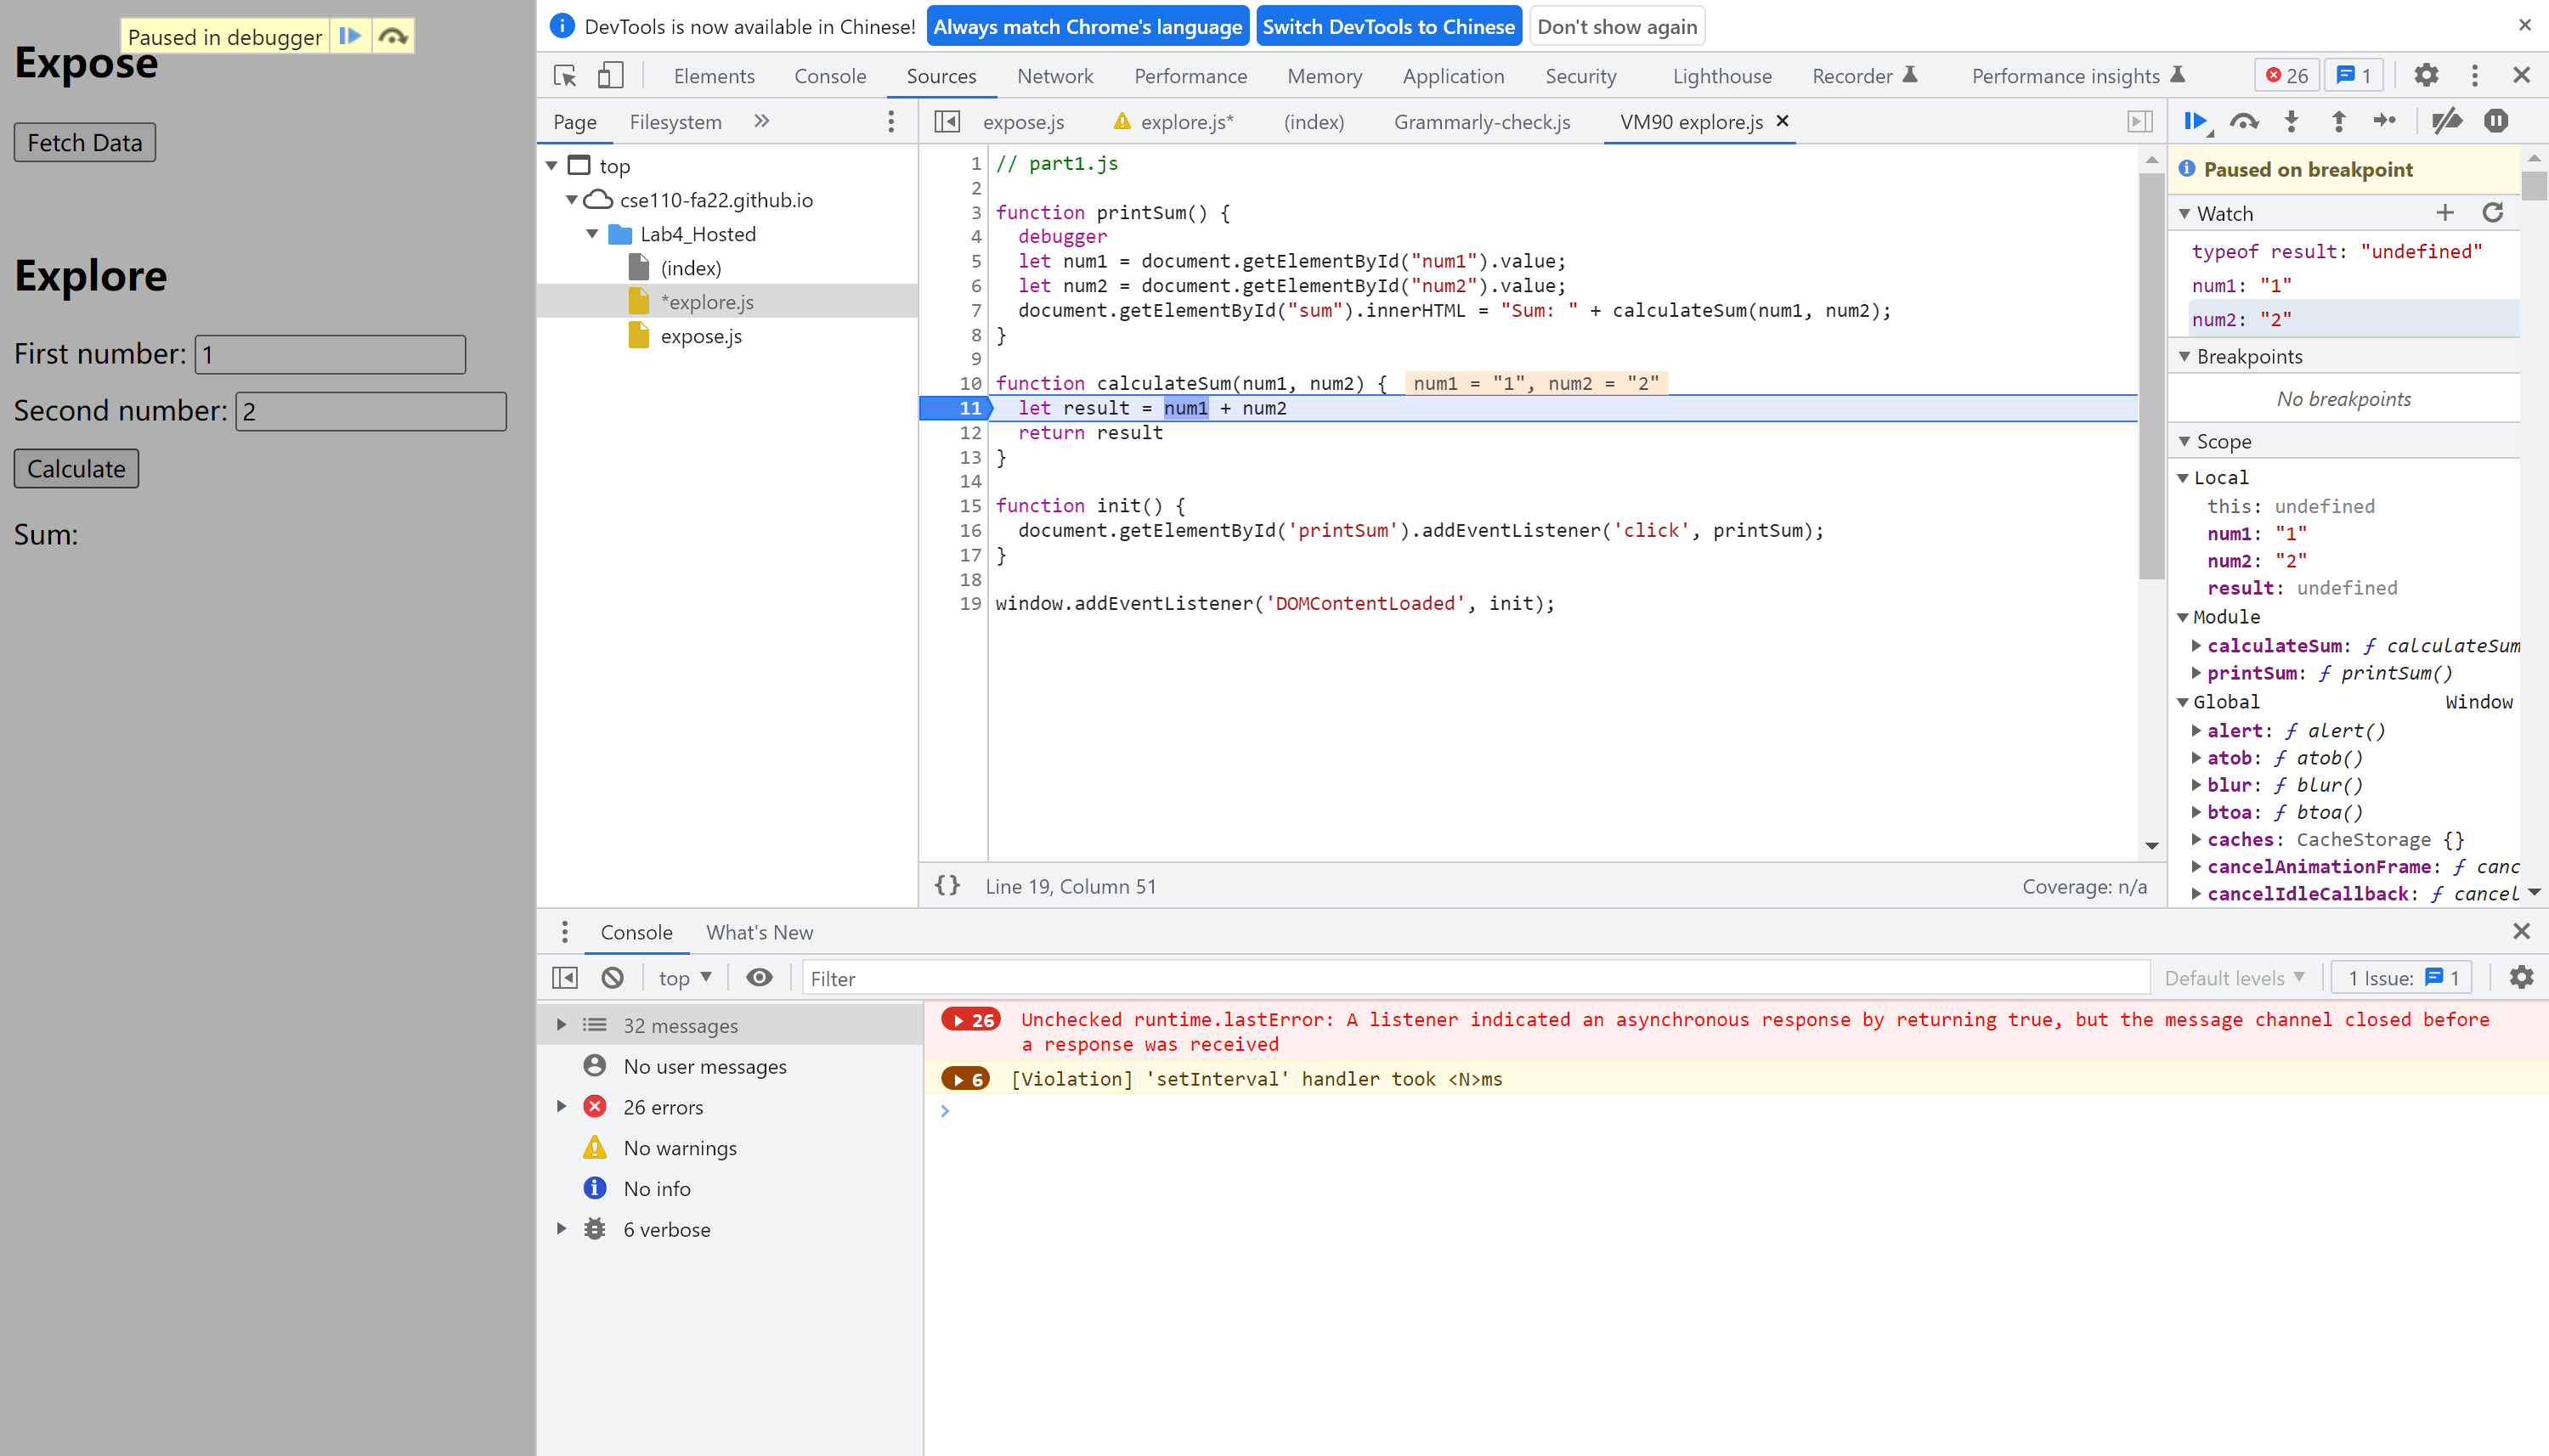 Paused in debugger
Expose
Fetch Data
Explore
First number: 1
Second number: 2
Calculate
Sum:
DevTools is now available in Chinese! Always match Chrome's language Switch DevTools to Chinese Don't show again
Elements Console Sources Network Performance Memory Application Security Lighthouse Recorder Performance insights 26 1
Page Filesystem
top
cse110-fa22.github.io
Lab4_Hosted
(index)
*explore.js
expose.js
expose.js explore.js* (index) Grammarly-check.js VM90 explore.js
1 // part1.js
2
3 function printSum() {
4 debugger
5 let num1 = document.getElementById("num1").value;
6 let num2 = document.getElementById("num2").value;
7 document.getElementById("sum").innerHTML = "Sum: " + calculateSum(num1, num2);
8 }
9
10 function calculateSum(num1, num2) { num1 = "1", num2 = "2"
11 let result = num1 + num2
12 return result
13 }
14
15 function init() {
16 document.getElementById('printSum').addEventListener('click', printSum);
17 }
18
19 window.addEventListener('DOMContentLoaded', init);
{} Line 19, Column 51 Coverage: n/a
Paused on breakpoint
Watch
typeof result: "undefined"
num1: "1"
num2: "2"
Breakpoints
No breakpoints
Scope
Local
this: undefined
num1: "1"
num2: "2"
result: undefined
Module
calculateSum: ƒ calculateSum
printSum: ƒ printSum()
Global Window
alert: ƒ alert()
atob: ƒ atob()
blur: ƒ blur()
btoa: ƒ btoa()
caches: CacheStorage {}
cancelAnimationFrame: ƒ canc
cancelIdleCallback: ƒ cancel
Console What's New
top Filter Default levels 1 Issue: 1
32 messages
No user messages
26 errors
No warnings
No info
6 verbose
26 Unchecked runtime.lastError: A listener indicated an asynchronous response by returning true, but the message channel closed before
a response was received
6 [Violation] 'setInterval' handler took <N>ms